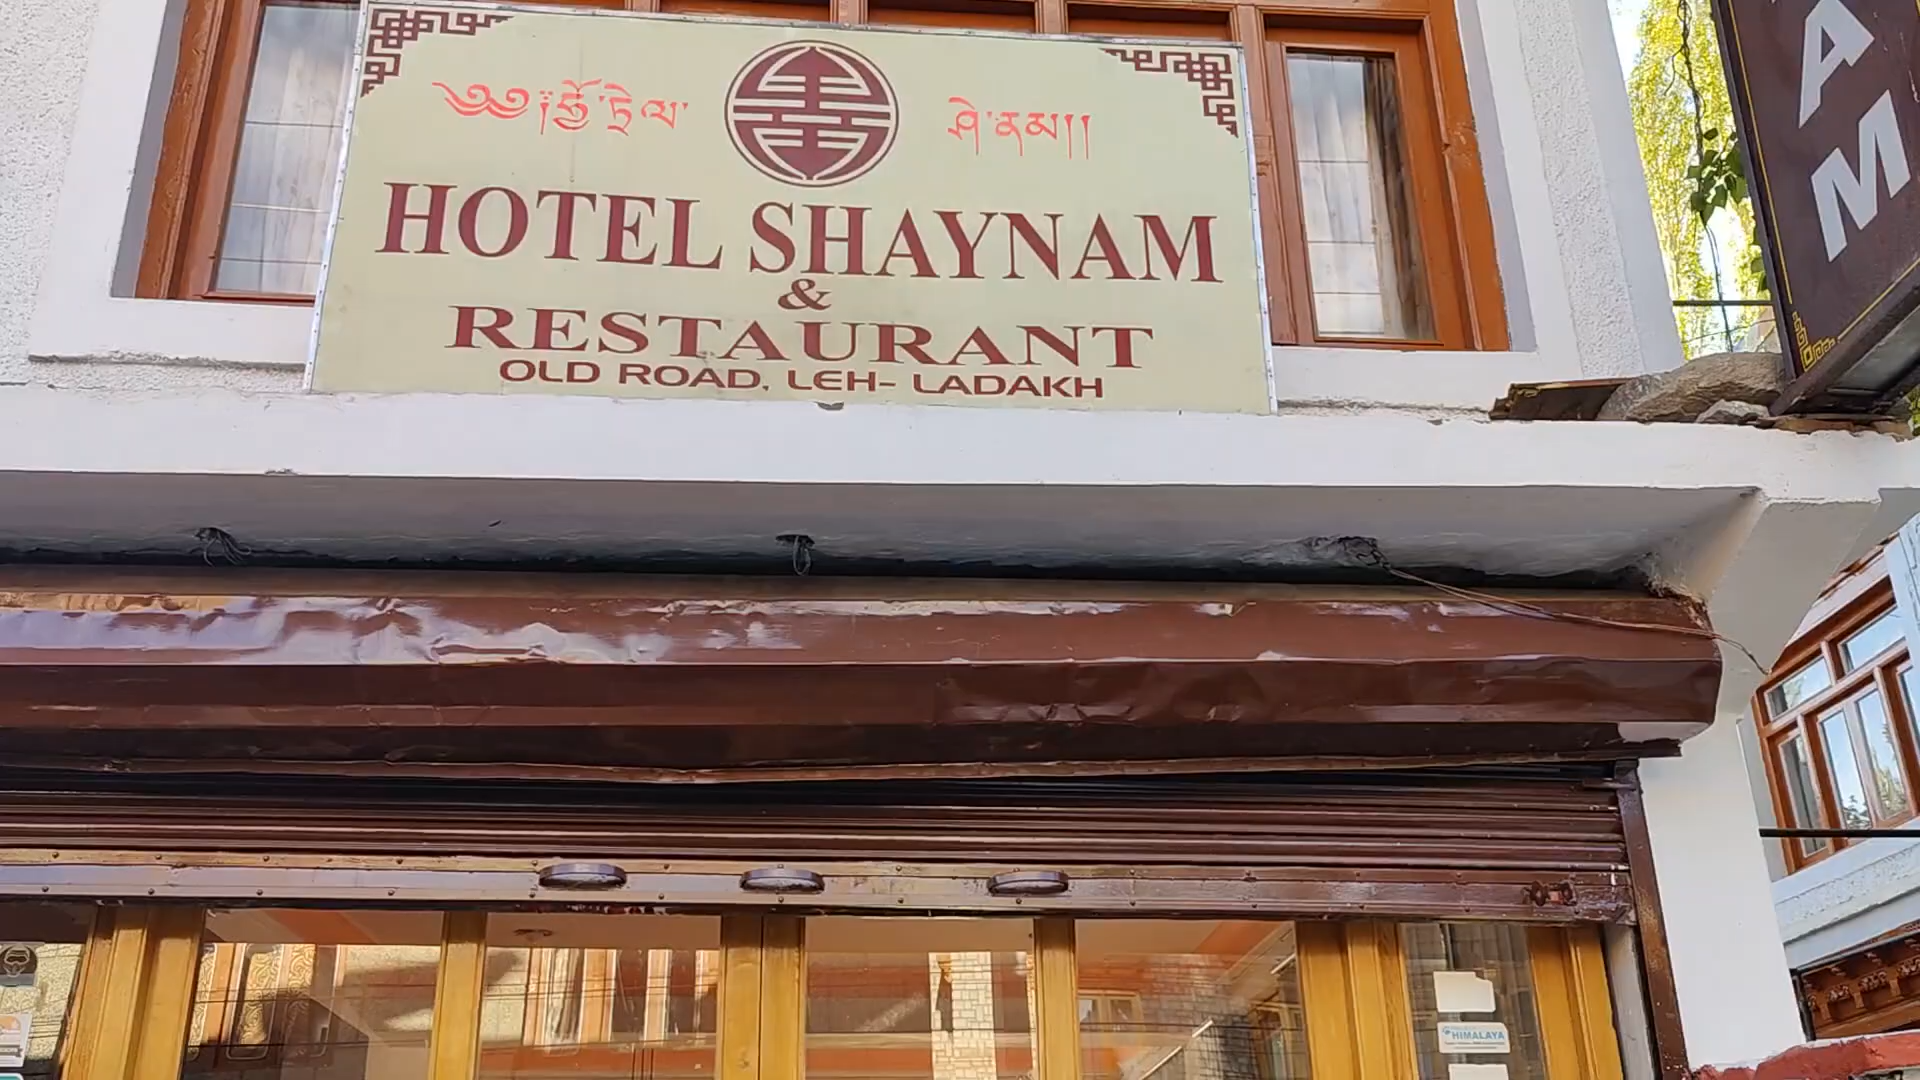 ༄༅།།ཧོ་ཊེལ་ ཤེ་ནམ།།
HOTEL SHAYNAM
&
RESTAURANT
OLD ROAD, LEH- LADAKH
A
M
HIMALAYA